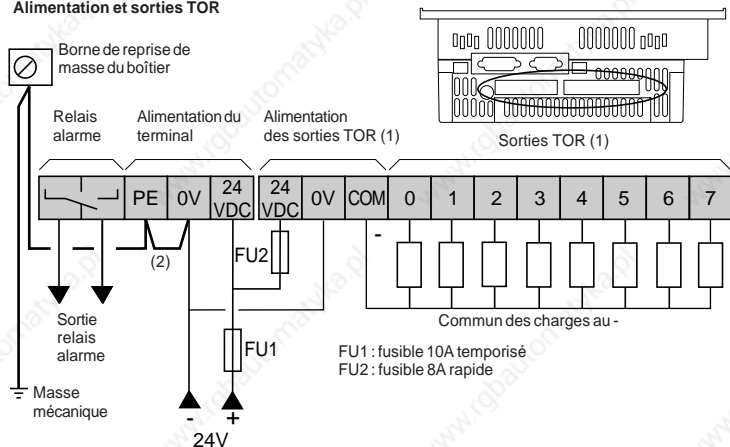 Alimentation et sorties TOR
Borne de reprise de
masse du boîtier
Relais
alarme
Alimentation du
terminal
Alimentation
des sorties TOR (1)
Sorties TOR (1)
PE
0V
24
VDC
24
VDC
0V
COM
0
1
2
3
4
5
6
7
(2)
FU2
-
Sortie
relais
alarme
Commun des charges au -
FU1
FU1 : fusible 10A temporisé
FU2 : fusible 8A rapide
Masse
mécanique
- +
24V
www.rgbautomatyka.pl